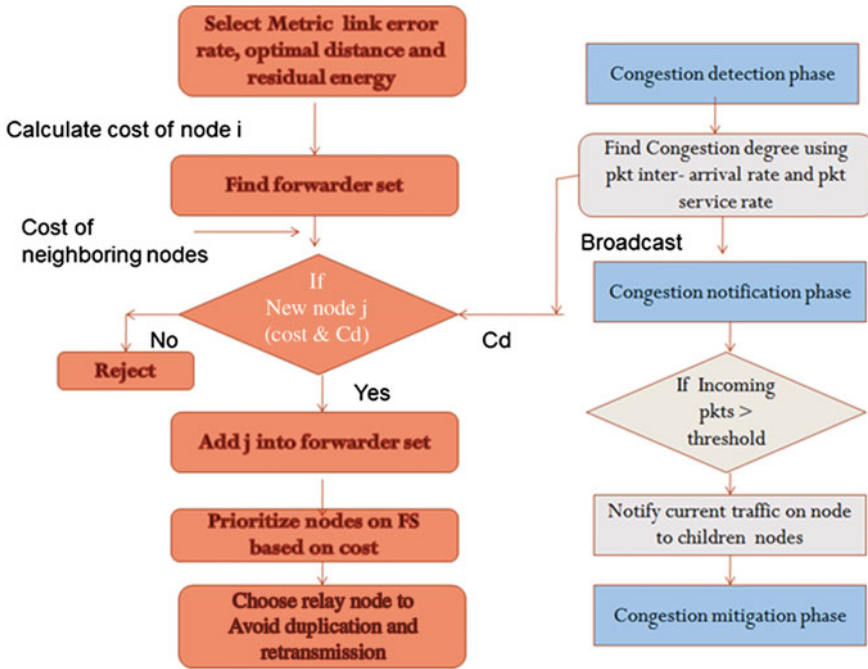 Select Metric link error
rate, optimal distance and
residual energy
Calculate cost of node i
Find forwarder set
Cost of
neighboring nodes
If
New node j
(cost & Cd)
No
Reject
Yes
Add j into forwarder set
Prioritize nodes on FS
based on cost
Choose relay node to
Avoid duplication and
retransmission
Congestion detection phase
Find Congestion degree using
pkt inter- arrival rate and pkt
service rate
Broadcast
Cd
Congestion notification phase
If Incoming
pkts >
threshold
Notify current traffic on node
to children nodes
Congestion mitigation phase